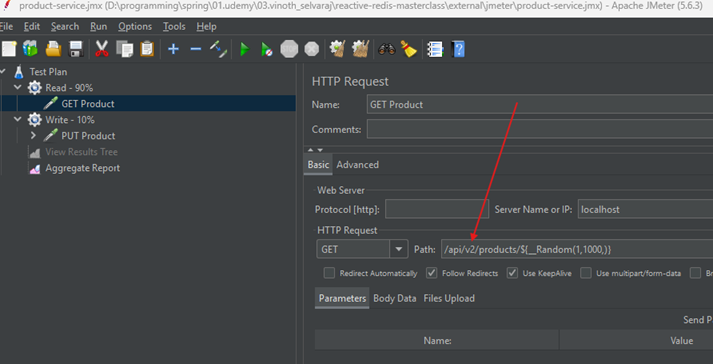 product-service.jmx (D:\programming\spring\01.udemy\03.vinoth_selvaraj\reactive-redis-masterclass\external\jmeter\product-service.jmx) - Apache JMeter (5.6.3)
File Edit Search Run Options Tools Help
Test Plan
Read - 90%
GET Product
Write - 10%
PUT Product
View Results Tree
Aggregate Report
HTTP Request
Name: GET Product
Comments:
Basic Advanced
Web Server
Protocol [http]: Server Name or IP: localhost
HTTP Request
GET Path: /api/v2/products/${__Random(1,1000,)}
Redirect Automatically Follow Redirects Use KeepAlive Use multipart/form-data Br
Parameters Body Data Files Upload
Send P
Name: Value